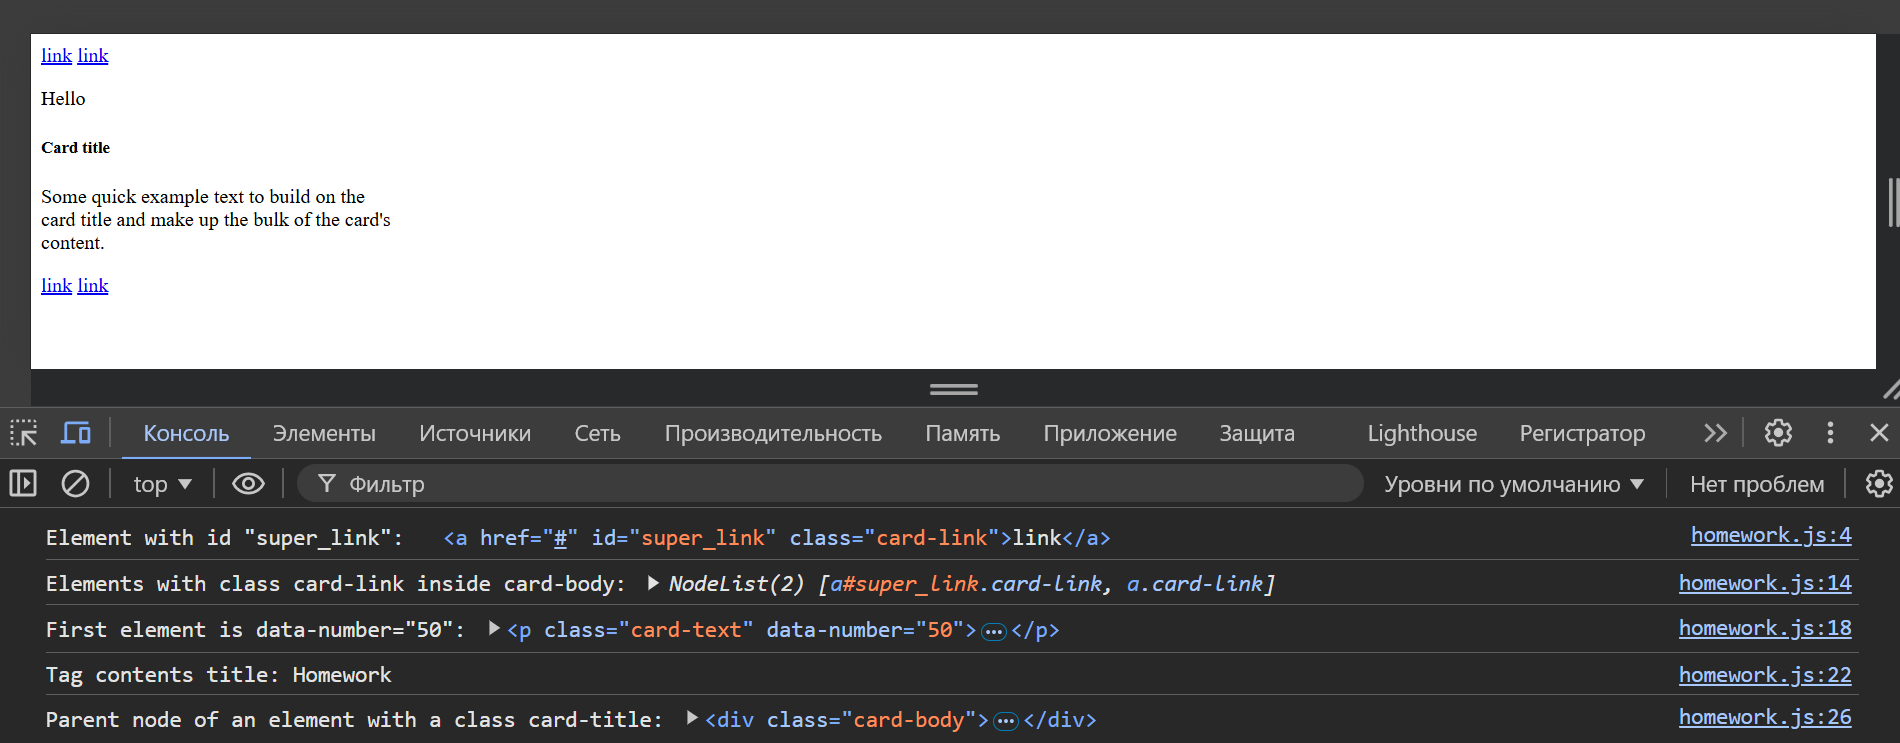 link link
Hello
Card title
Some quick example text to build on the
card title and make up the bulk of the card's
content.
link link
Консоль Элементы Источники Сеть Производительность Память Приложение Защита Lighthouse Регистратор
top Фильтр Уровни по умолчанию Нет проблем
Element with id "super_link": <a href="#" id="super_link" class="card-link">link</a> homework.js:4
Elements with class card-link inside card-body: NodeList(2) [a#super_link.card-link, a.card-link] homework.js:14
First element is data-number="50": <p class="card-text" data-number="50">…</p> homework.js:18
Tag contents title: Homework homework.js:22
Parent node of an element with a class card-title: <div class="card-body">…</div> homework.js:26